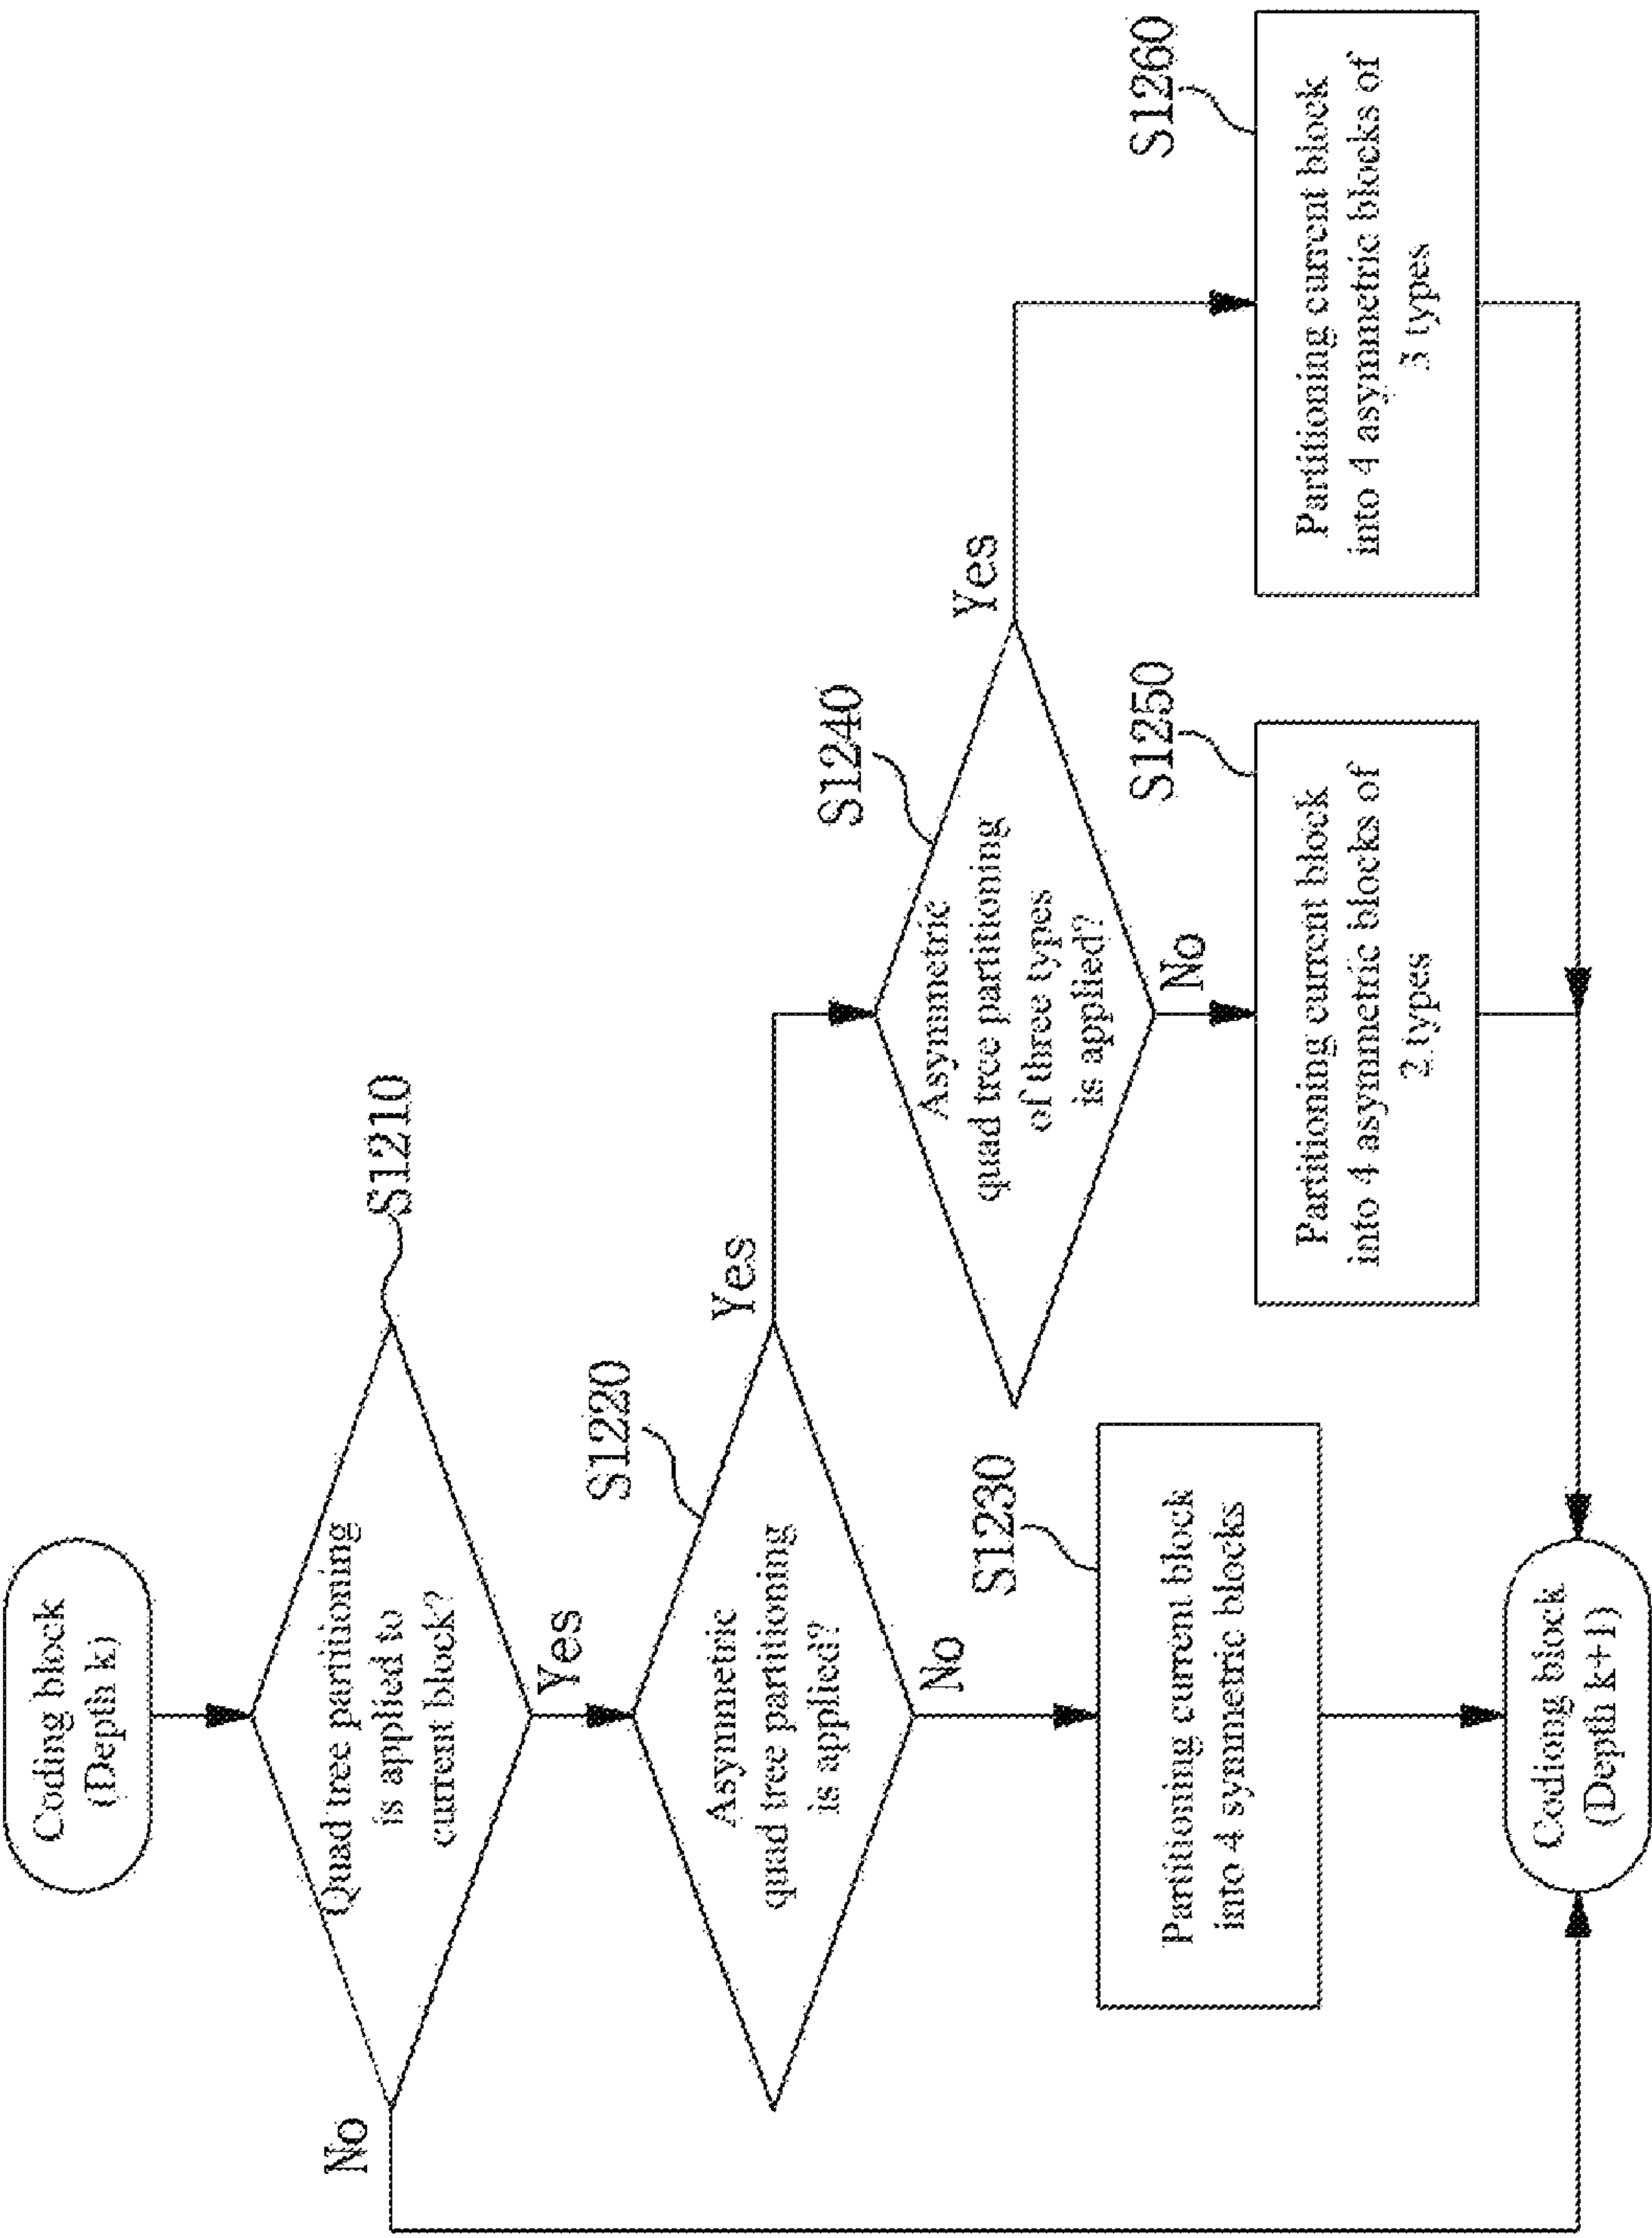 Coding block
(Depth k)
S1210
Quad tree partitioning
is applied to
current block?
No
Yes
S1220
Asymmetric
quad tree partitioning
is applied?
Yes
No
S1240
Asymmetric
quad tree partitioning
of three types
is applied?
Yes
No
S1230
Partitioning current block
into 4 symmetric blocks
S1250
Partitioning current block
into 4 asymmetric blocks of
2 types
S1260
Partitioning current block
into 4 asymmetric blocks of
3 types
Codiong block
(Depth k+1)